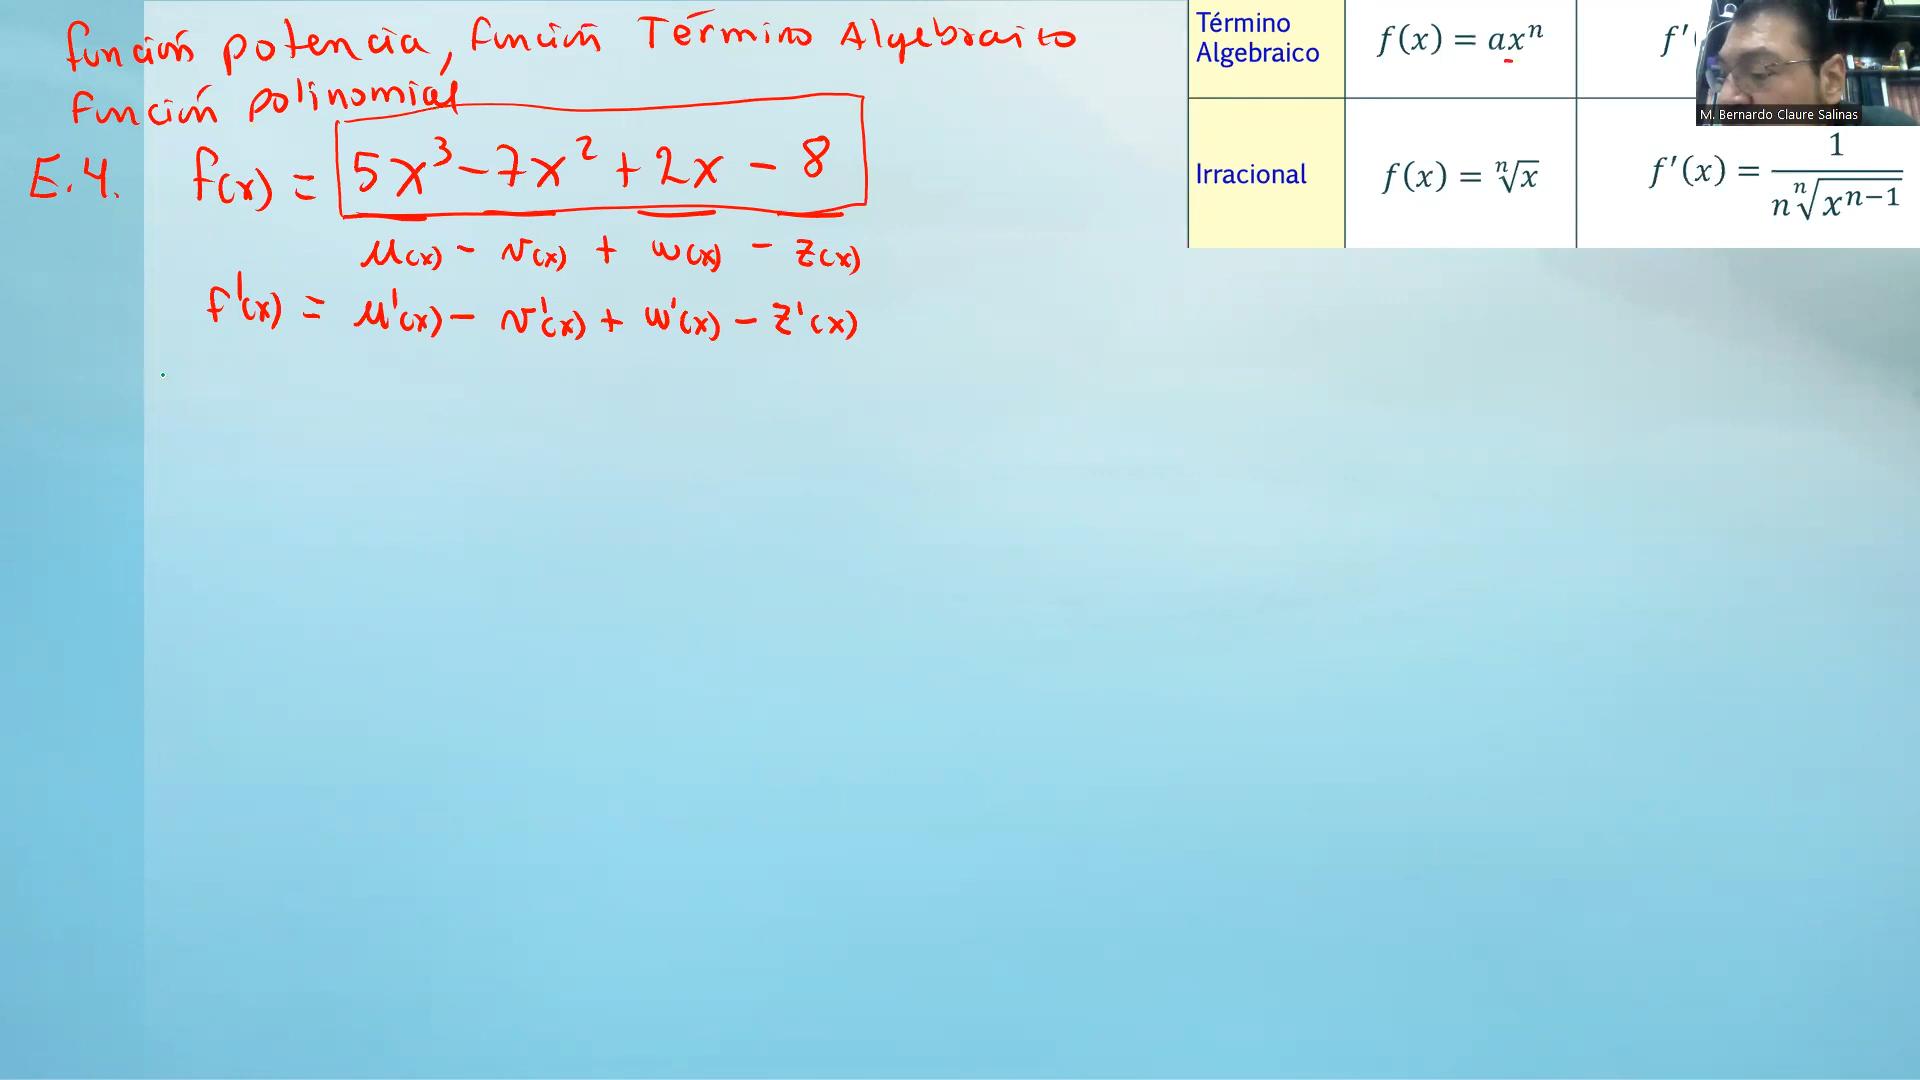 función potencia, función Término Algebraico
Función polinomial
E.4. f(x) = 5x³ – 7x² + 2x – 8
u(x) – v(x) + w(x) – z(x)
f'(x) = u'(x) – v'(x) + w'(x) – z'(x)
Término Algebraico f(x) = axⁿ f'(
Irracional f(x) = ⁿ√x f'(x) = 1 / n ⁿ√xⁿ⁻¹
M. Bernardo Claure Salinas